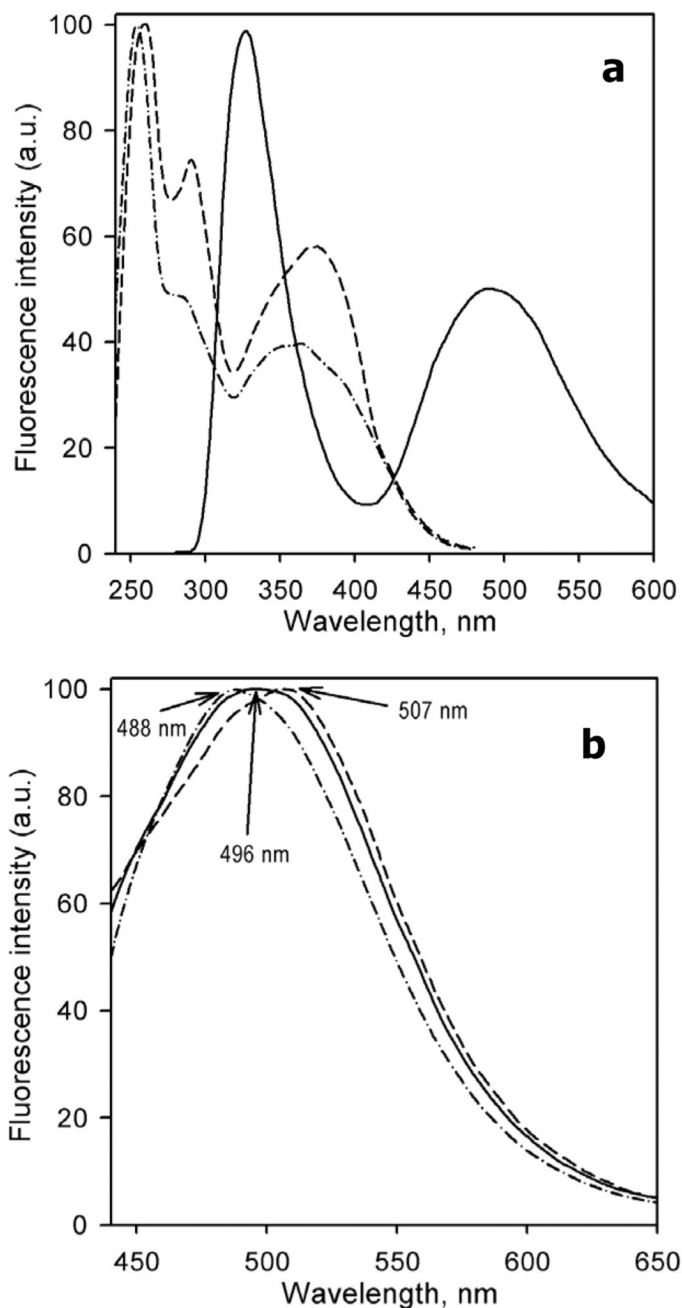 a
Fluorescence intensity (a.u.)
100
80
60
40
20
0
250 300 350 400 450 500 550 600
Wavelength, nm
b
Fluorescence intensity (a.u.)
100
80
60
40
20
0
488 nm
507 nm
496 nm
450 500 550 600 650
Wavelength, nm